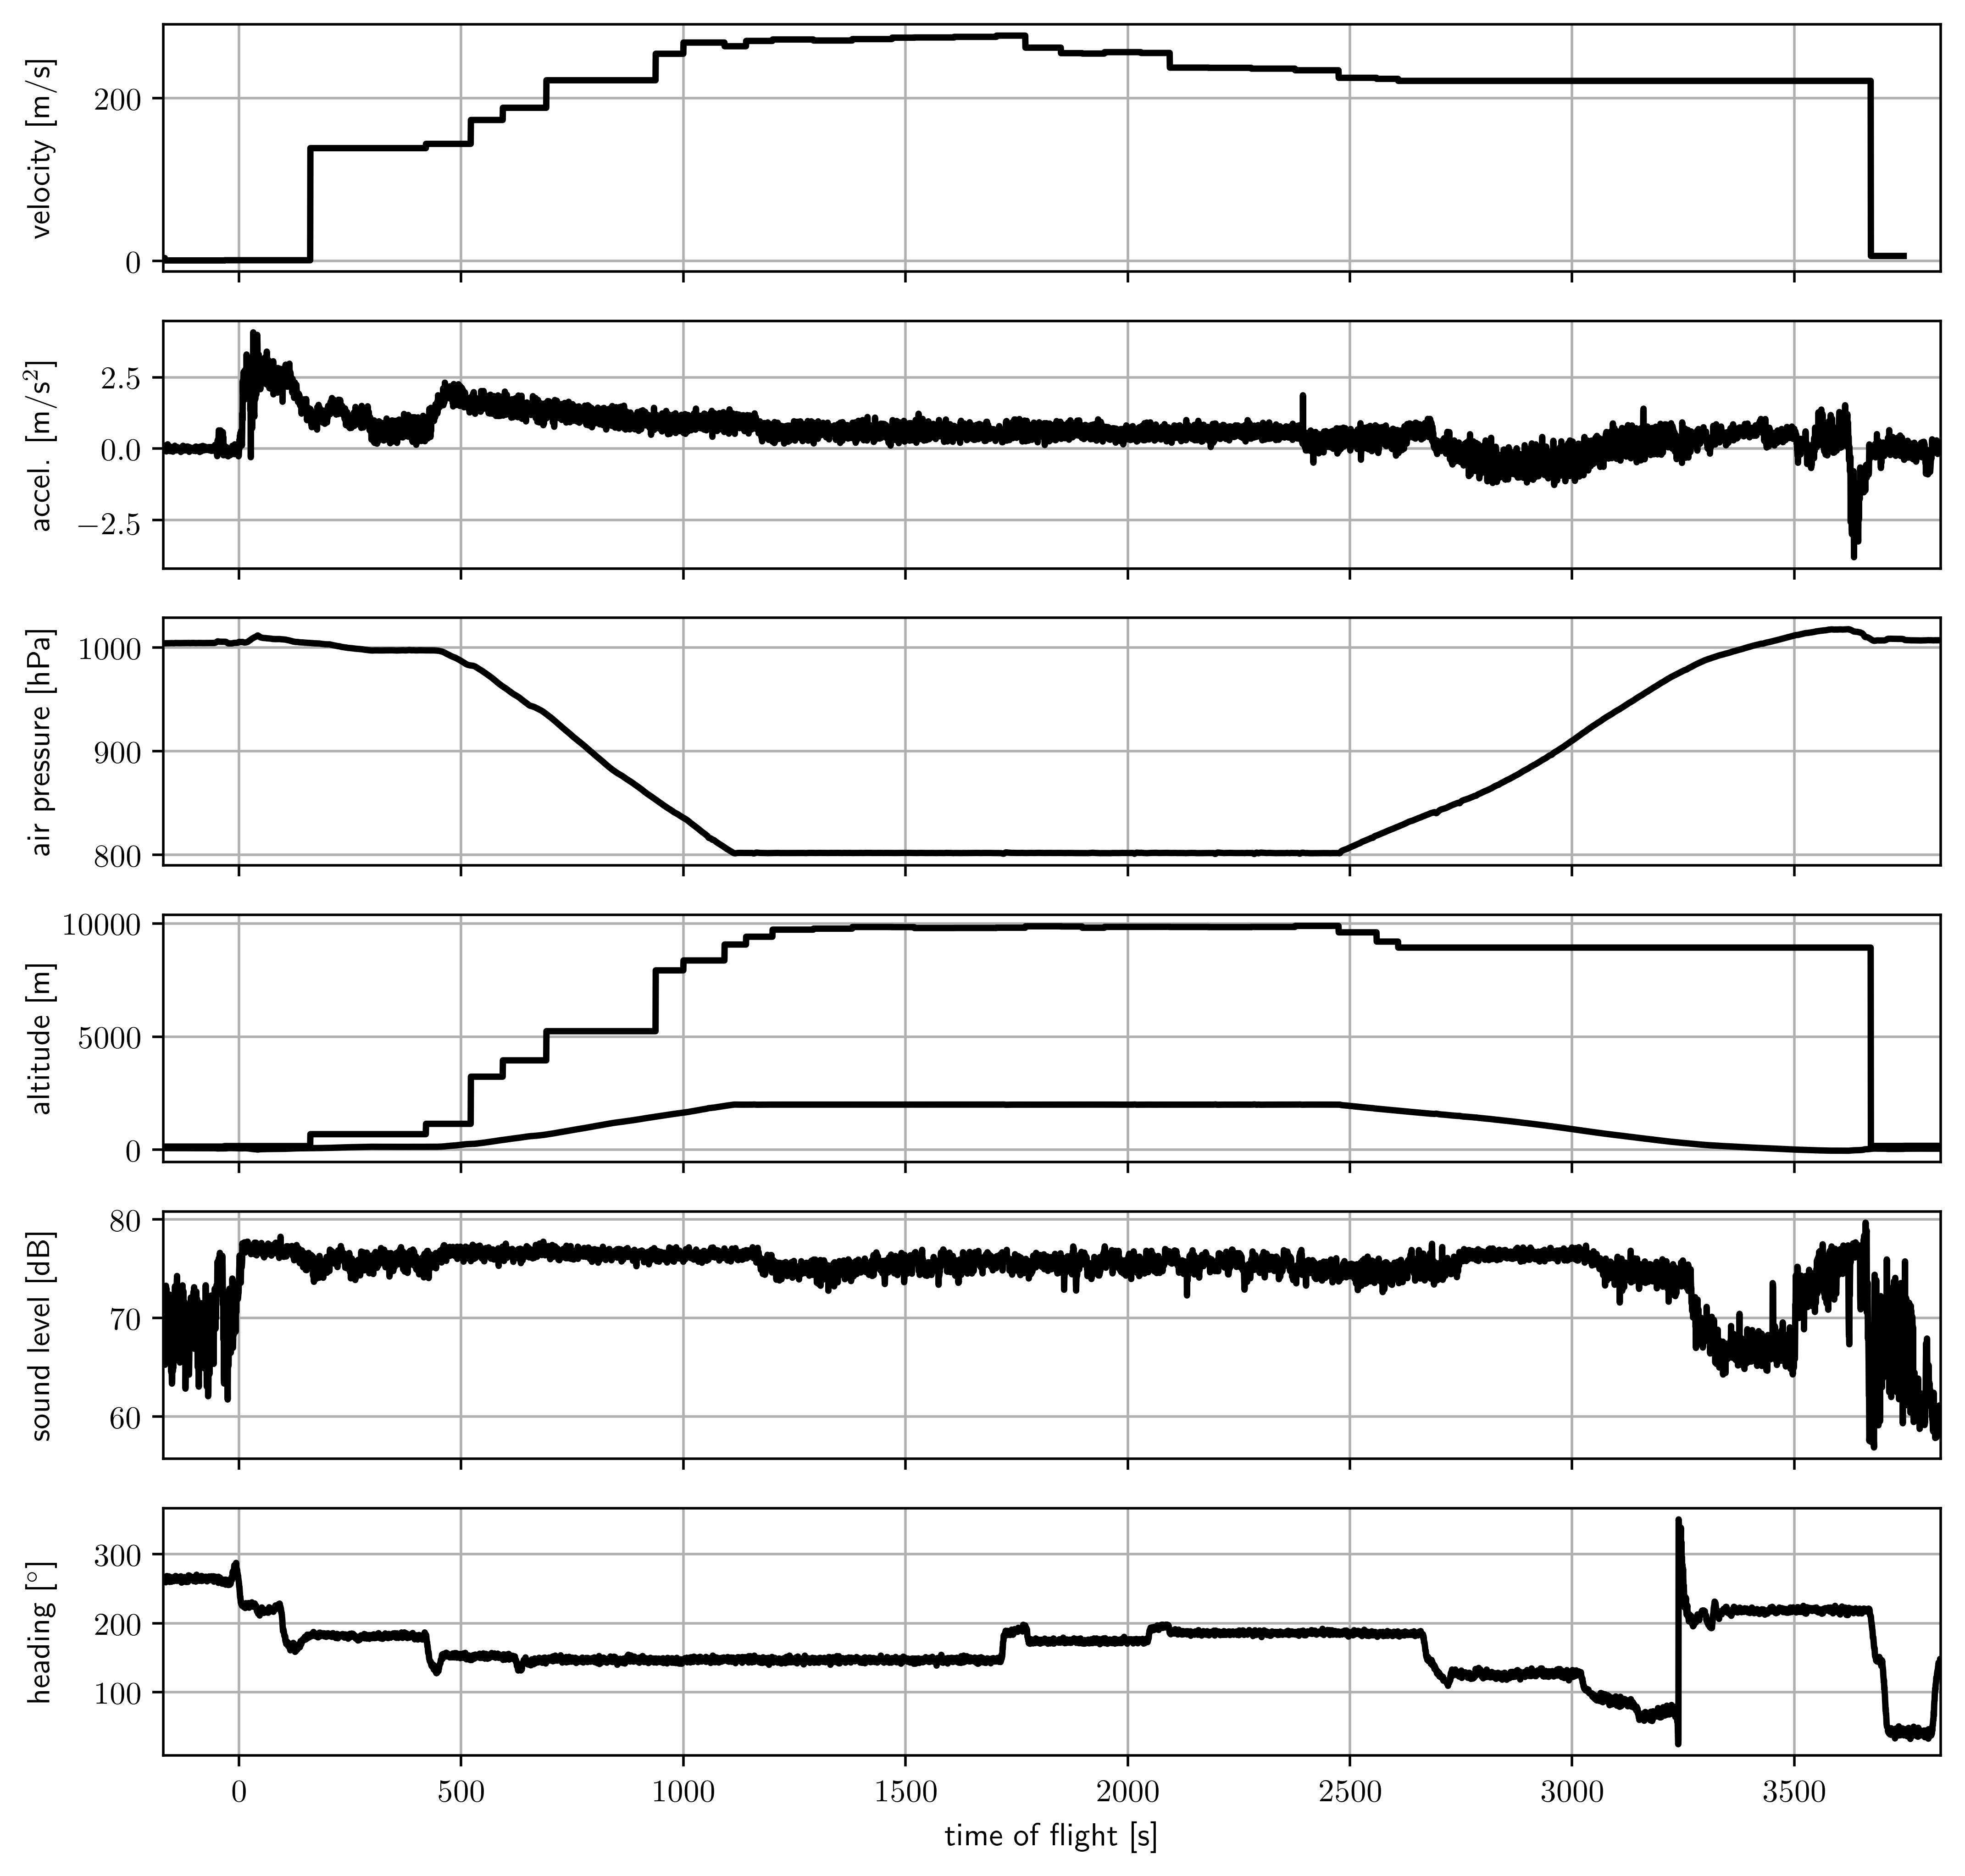 velocity [m/s]
200
0
accel. [m/s²]
2.5
0.0
−2.5
air pressure [hPa]
1000
900
800
altitude [m]
10000
5000
0
sound level [dB]
80
70
60
heading [°]
300
200
100
0 500 1000 1500 2000 2500 3000 3500
time of flight [s]